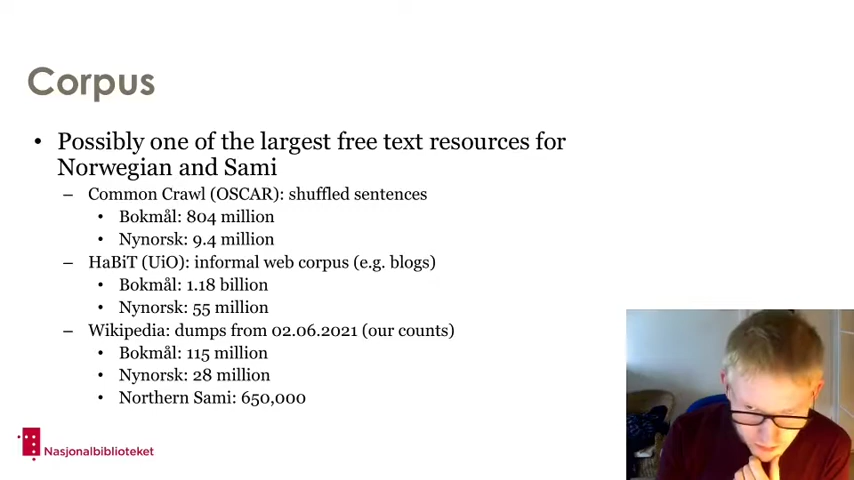 Corpus
• Possibly one of the largest free text resources for
Norwegian and Sami
– Common Crawl (OSCAR): shuffled sentences
• Bokmål: 804 million
• Nynorsk: 9.4 million
– HaBiT (UiO): informal web corpus (e.g. blogs)
• Bokmål: 1.18 billion
• Nynorsk: 55 million
– Wikipedia: dumps from 02.06.2021 (our counts)
• Bokmål: 115 million
• Nynorsk: 28 million
• Northern Sami: 650,000
Nasjonalbiblioteket